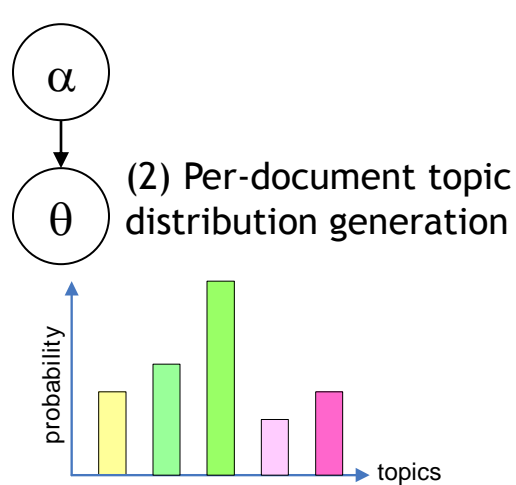 α
θ
(2) Per-document topic
distribution generation
probability
topics